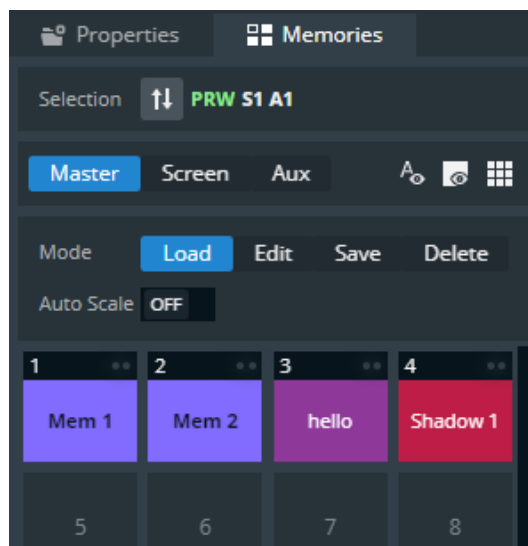 Properties Memories
Selection PRW S1 A1
Master Screen Aux A
Mode Load Edit Save Delete
Auto Scale OFF
1 2 3 4
Mem 1 Mem 2 hello Shadow 1
5 6 7 8